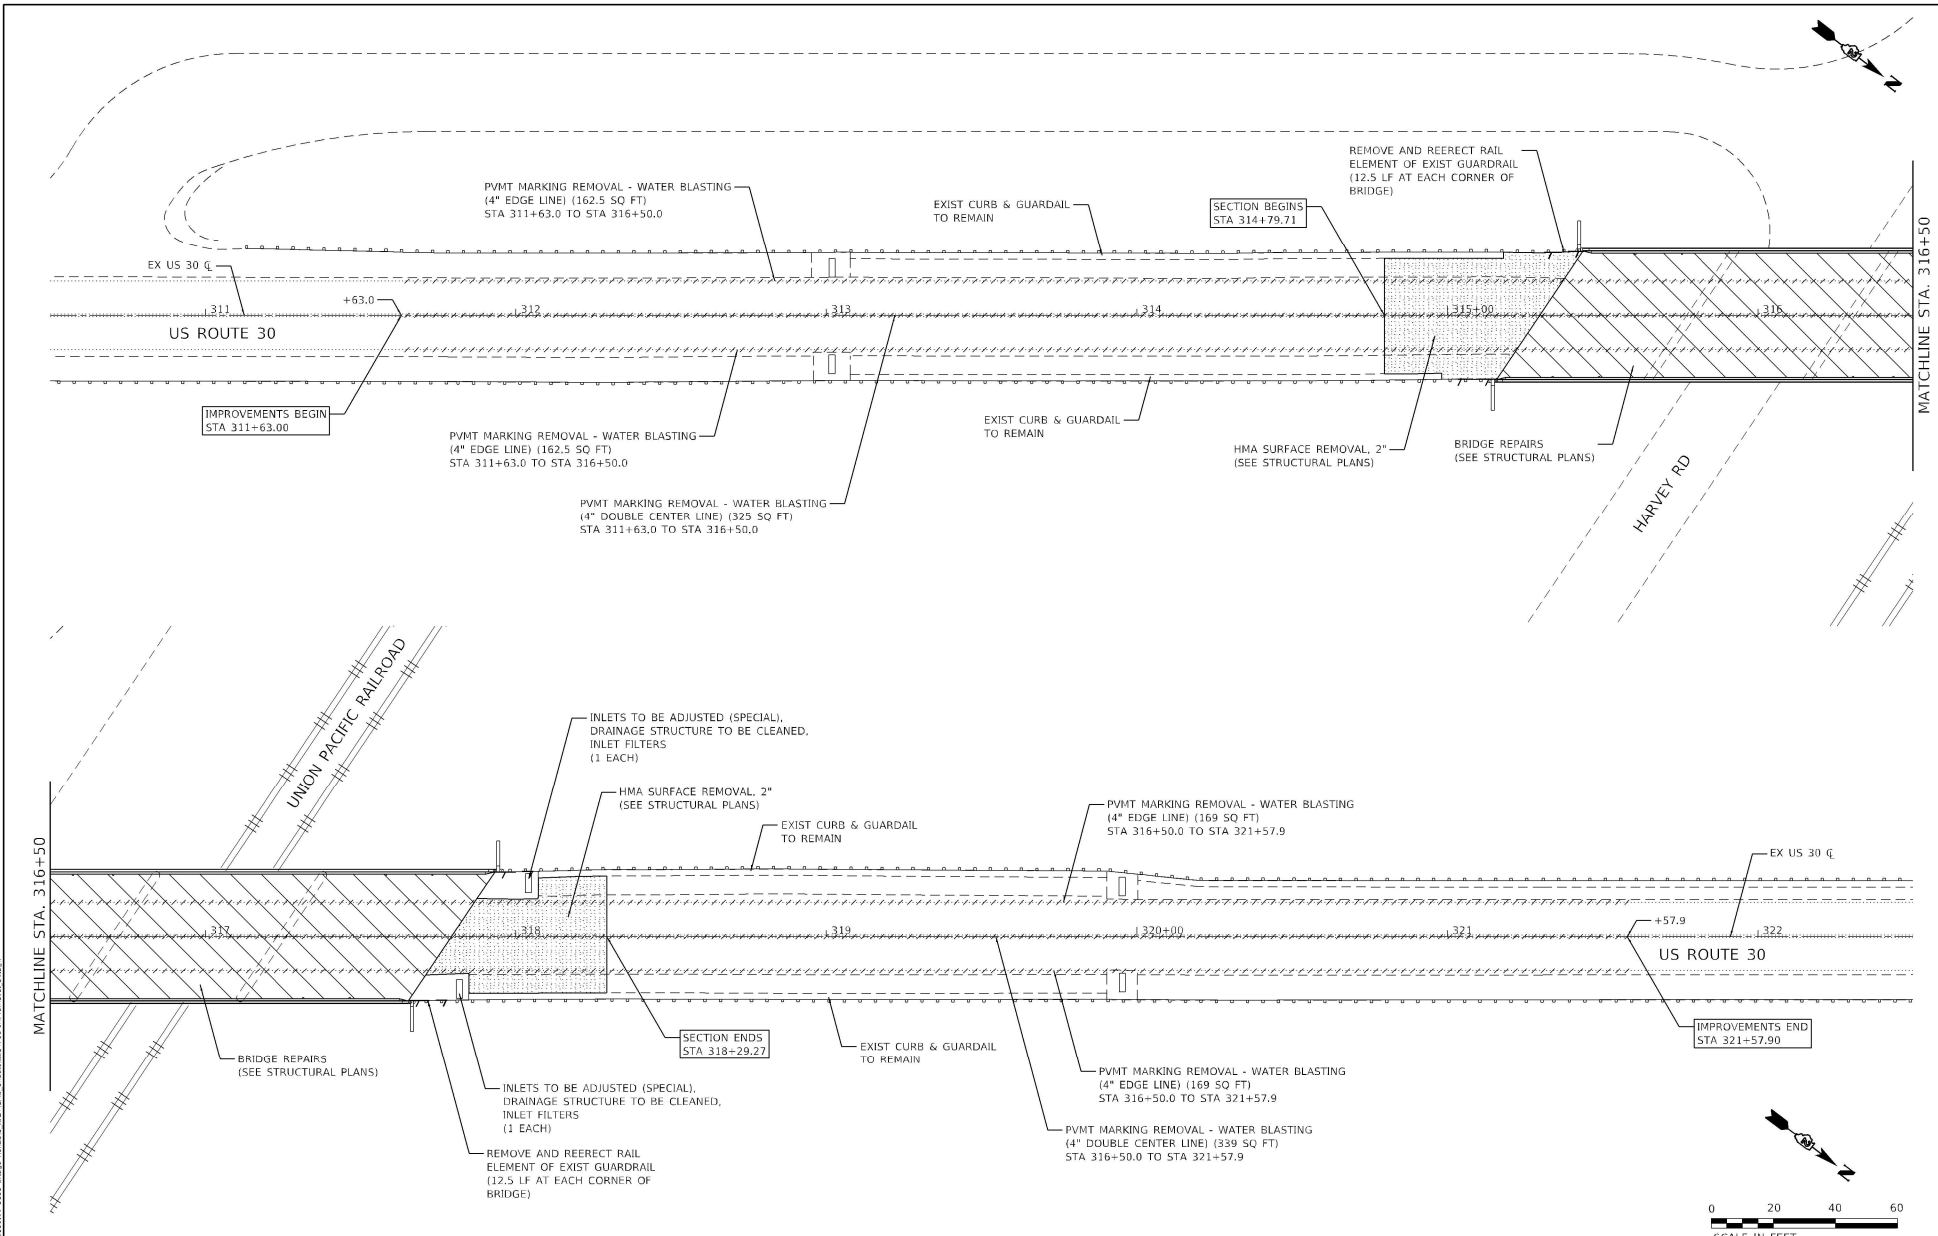 N
REMOVE AND REERECT RAIL
ELEMENT OF EXIST GUARDRAIL
(12.5 LF AT EACH CORNER OF
BRIDGE)
PVMT MARKING REMOVAL - WATER BLASTING
(4" EDGE LINE) (162.5 SQ FT)
STA 311+63.0 TO STA 316+50.0
EXIST CURB & GUARDAIL
TO REMAIN
SECTION BEGINS
STA 314+79.71
MATCHLINE STA. 316+50
EX US 30 ℄
+63.0
311
312
313
314
315+00
316
US ROUTE 30
IMPROVEMENTS BEGIN
STA 311+63.00
PVMT MARKING REMOVAL - WATER BLASTING
(4" EDGE LINE) (162.5 SQ FT)
STA 311+63.0 TO STA 316+50.0
EXIST CURB & GUARDAIL
TO REMAIN
HMA SURFACE REMOVAL, 2"
(SEE STRUCTURAL PLANS)
BRIDGE REPAIRS
(SEE STRUCTURAL PLANS)
PVMT MARKING REMOVAL - WATER BLASTING
(4" DOUBLE CENTER LINE) (325 SQ FT)
STA 311+63.0 TO STA 316+50.0
HARVEY RD
UNION PACIFIC RAILROAD
INLETS TO BE ADJUSTED (SPECIAL),
DRAINAGE STRUCTURE TO BE CLEANED,
INLET FILTERS
(1 EACH)
HMA SURFACE REMOVAL, 2"
(SEE STRUCTURAL PLANS)
EXIST CURB & GUARDAIL
TO REMAIN
PVMT MARKING REMOVAL - WATER BLASTING
(4" EDGE LINE) (169 SQ FT)
STA 316+50.0 TO STA 321+57.9
EX US 30 ℄
MATCHLINE STA. 316+50
317
318
319
320+00
321
+57.9
322
US ROUTE 30
SECTION ENDS
STA 318+29.27
IMPROVEMENTS END
STA 321+57.90
BRIDGE REPAIRS
(SEE STRUCTURAL PLANS)
EXIST CURB & GUARDAIL
TO REMAIN
INLETS TO BE ADJUSTED (SPECIAL),
DRAINAGE STRUCTURE TO BE CLEANED,
INLET FILTERS
(1 EACH)
PVMT MARKING REMOVAL - WATER BLASTING
(4" EDGE LINE) (169 SQ FT)
STA 316+50.0 TO STA 321+57.9
PVMT MARKING REMOVAL - WATER BLASTING
(4" DOUBLE CENTER LINE) (339 SQ FT)
STA 316+50.0 TO STA 321+57.9
REMOVE AND REERECT RAIL
ELEMENT OF EXIST GUARDRAIL
(12.5 LF AT EACH CORNER OF
BRIDGE)
N
0 20 40 60
SCALE IN FEET